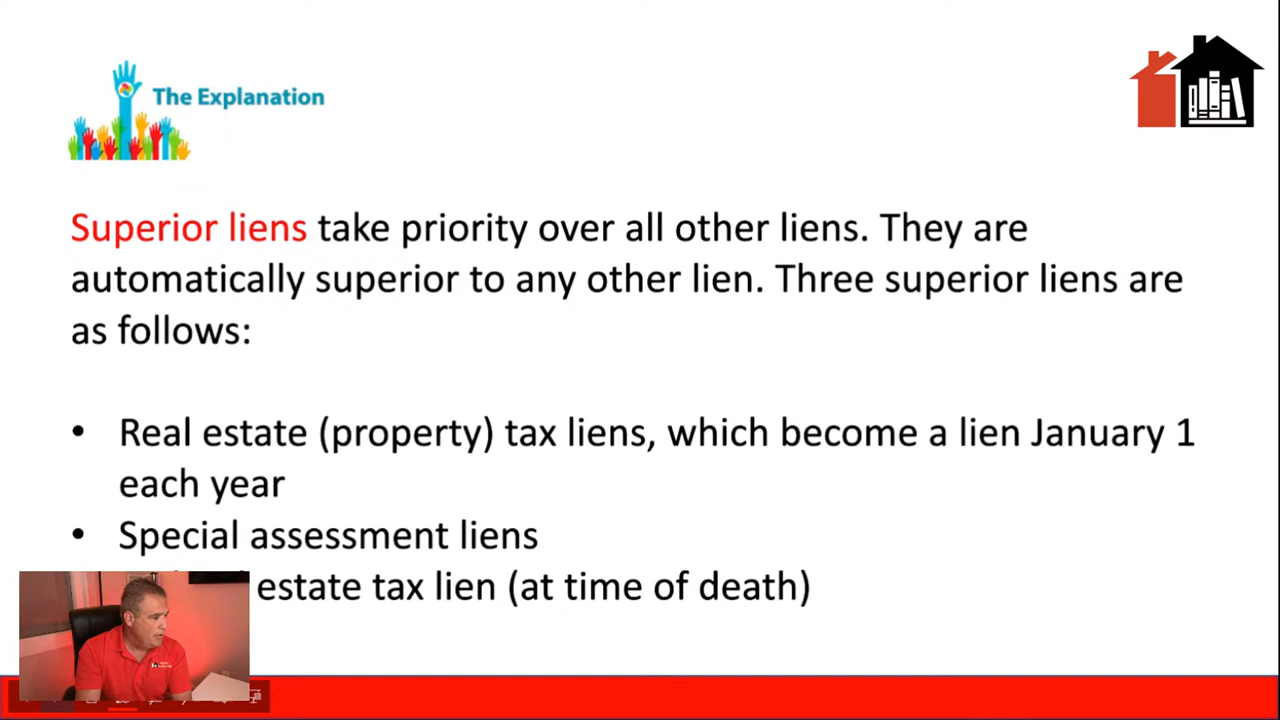 The Explanation
Superior liens take priority over all other liens. They are
automatically superior to any other lien. Three superior liens are
as follows:
• Real estate (property) tax liens, which become a lien January 1
each year
• Special assessment liens
estate tax lien (at time of death)